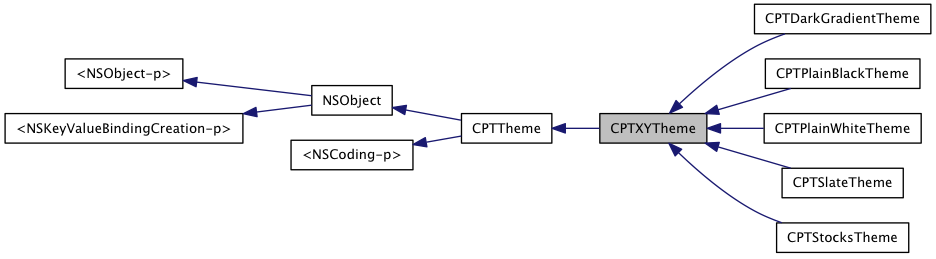 <NSObject-p>
<NSKeyValueBindingCreation-p>
NSObject
<NSCoding-p>
CPTTheme
CPTXYTheme
CPTDarkGradientTheme
CPTPlainBlackTheme
CPTPlainWhiteTheme
CPTSlateTheme
CPTStocksTheme